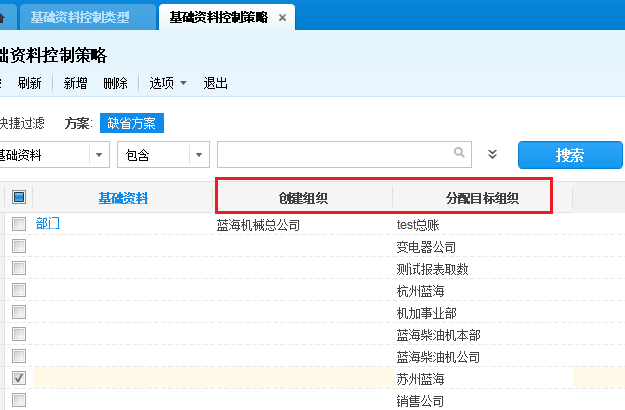 基础资料控制类型 基础资料控制策略 ×
础资料控制策略
刷新 新增 删除 选项 退出
快捷过滤 方案: 缺省方案
基础资料 包含 搜索
基础资料 创建组织 分配目标组织
部门 蓝海机械总公司 test总账
变电器公司
测试报表取数
杭州蓝海
机加事业部
蓝海柴油机本部
蓝海柴油机公司
苏州蓝海
销售公司